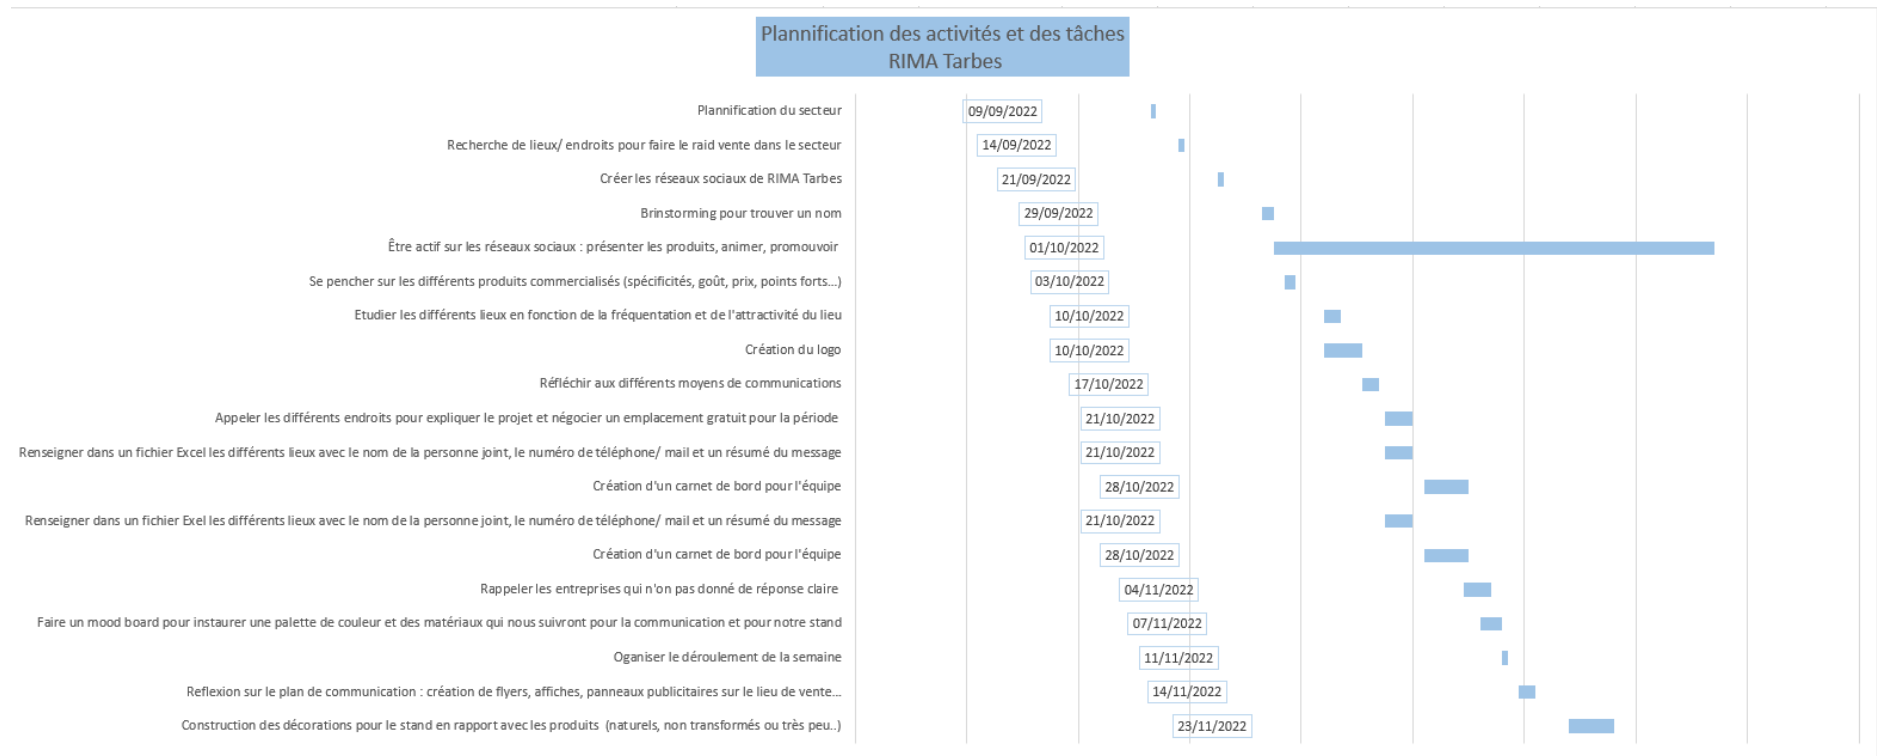 Plannification des activités et des tâches
RIMA Tarbes
Plannification du secteur 09/09/2022
Recherche de lieux/ endroits pour faire le raid vente dans le secteur 14/09/2022
Créer les réseaux sociaux de RIMA Tarbes 21/09/2022
Brinstorming pour trouver un nom 29/09/2022
Être actif sur les réseaux sociaux : présenter les produits, animer, promouvoir 01/10/2022
Se pencher sur les différents produits commercialisés (spécificités, goût, prix, points forts...) 03/10/2022
Etudier les différents lieux en fonction de la fréquentation et de l'attractivité du lieu 10/10/2022
Création du logo 10/10/2022
Réfléchir aux différents moyens de communications 17/10/2022
Appeler les différents endroits pour expliquer le projet et négocier un emplacement gratuit pour la période 21/10/2022
Renseigner dans un fichier Excel les différents lieux avec le nom de la personne joint, le numéro de téléphone/ mail et un résumé du message 21/10/2022
Création d'un carnet de bord pour l'équipe 28/10/2022
Renseigner dans un fichier Exel les différents lieux avec le nom de la personne joint, le numéro de téléphone/ mail et un résumé du message 21/10/2022
Création d'un carnet de bord pour l'équipe 28/10/2022
Rappeler les entreprises qui n'on pas donné de réponse claire 04/11/2022
Faire un mood board pour instaurer une palette de couleur et des matériaux qui nous suivront pour la communication et pour notre stand 07/11/2022
Oganiser le déroulement de la semaine 11/11/2022
Reflexion sur le plan de communication : création de flyers, affiches, panneaux publicitaires sur le lieu de vente... 14/11/2022
Construction des décorations pour le stand en rapport avec les produits (naturels, non transformés ou très peu..) 23/11/2022